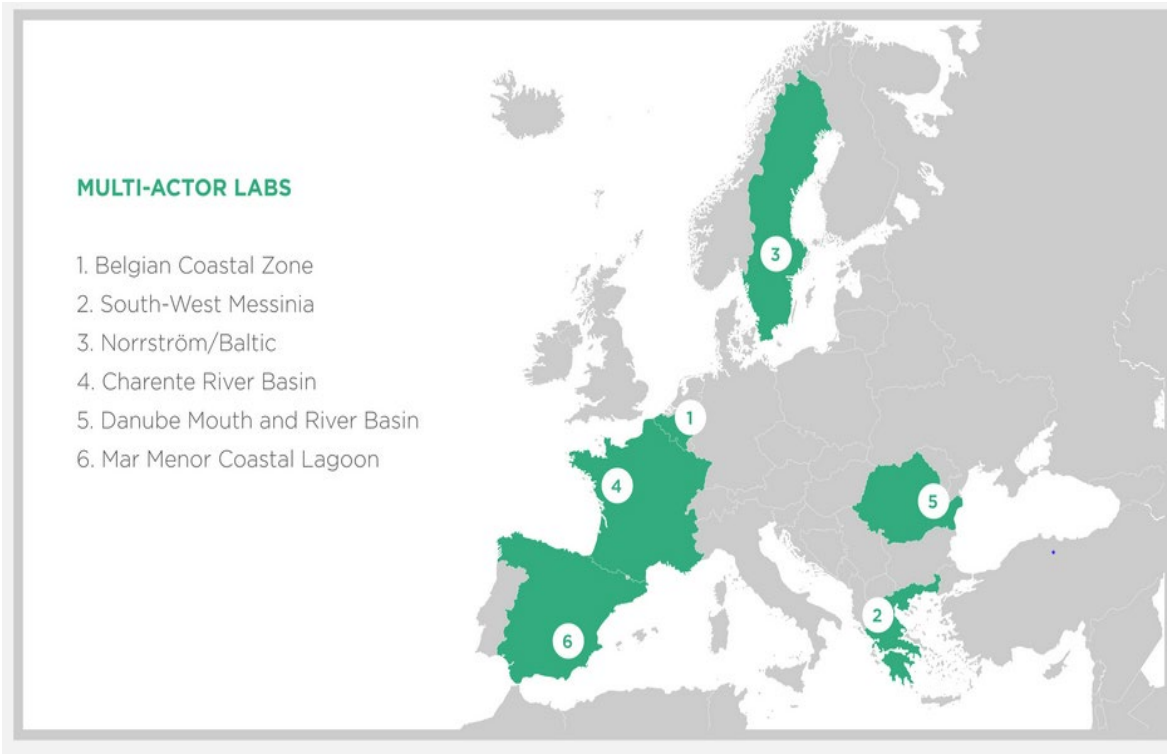 MULTI-ACTOR LABS
1. Belgian Coastal Zone
2. South-West Messinia
3. Norrström/Baltic
4. Charente River Basin
5. Danube Mouth and River Basin
6. Mar Menor Coastal Lagoon
3
1
4
5
2
6